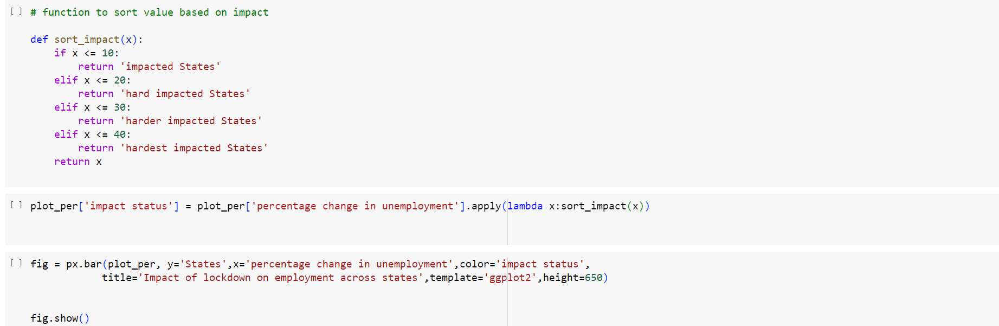 [ ] # function to sort value based on impact
def sort_impact(x):
    if x <= 10:
        return 'impacted States'
    elif x <= 20:
        return 'hard impacted States'
    elif x <= 30:
        return 'harder impacted States'
    elif x <= 40:
        return 'hardest impacted States'
    return x
[ ] plot_per['impact status'] = plot_per['percentage change in unemployment'].apply(lambda x:sort_impact(x))
[ ] fig = px.bar(plot_per, y='States',x='percentage change in unemployment',color='impact status',
            title='Impact of lockdown on employment across states',template='ggplot2',height=650)
fig.show()